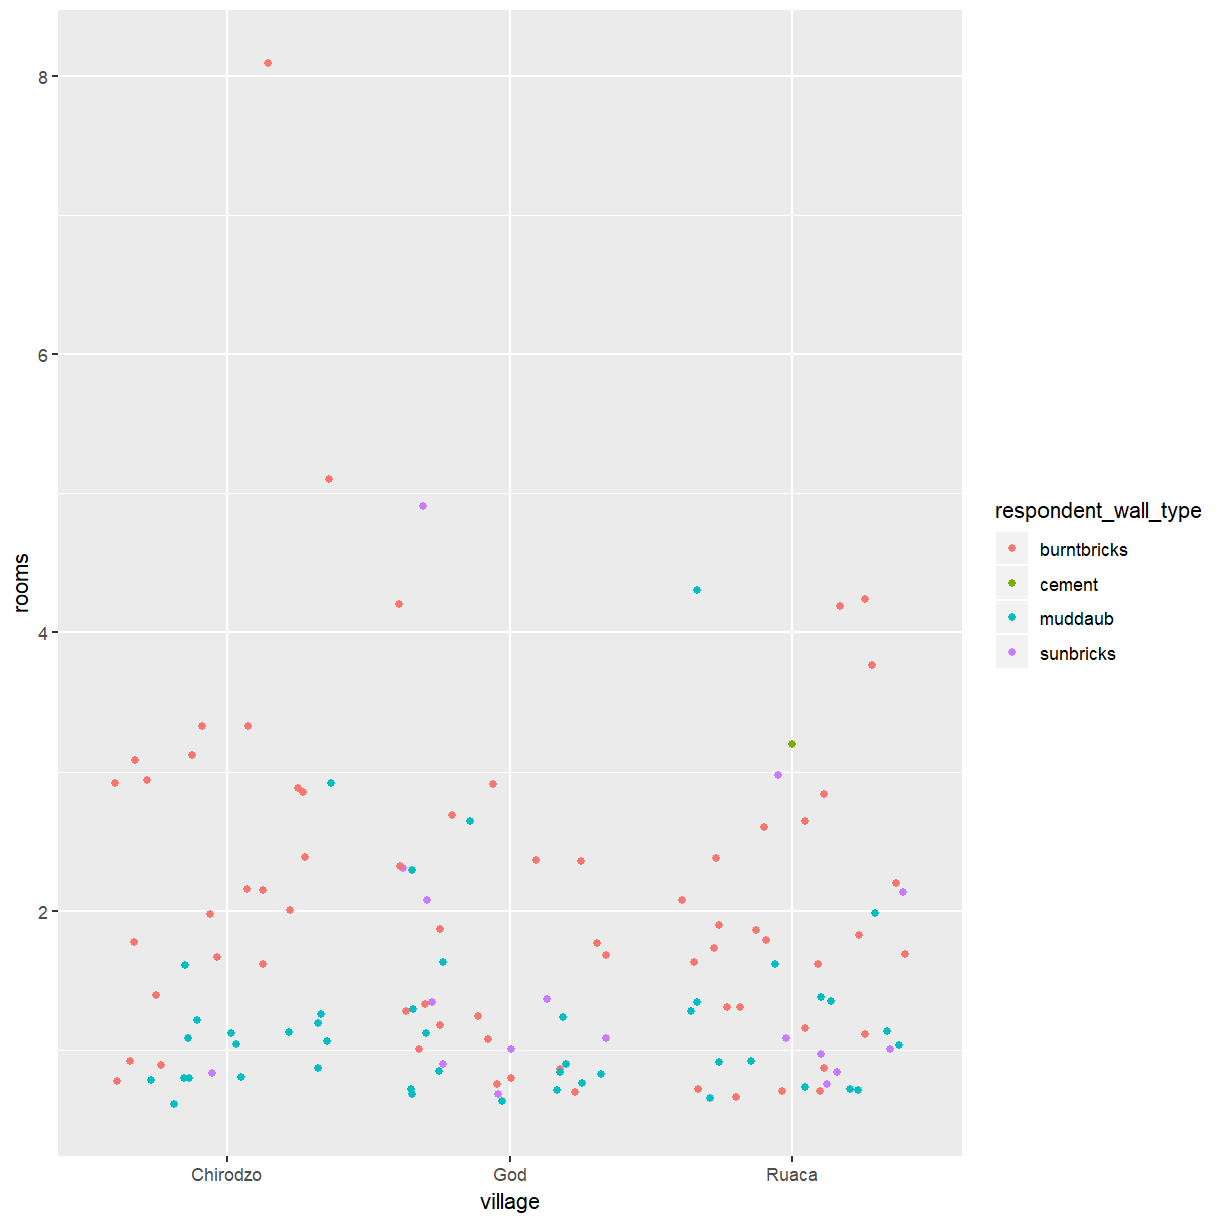 8
6
4
2
rooms
Chirodzo
God
Ruaca
village
respondent_wall_type
burntbricks
cement
muddaub
sunbricks